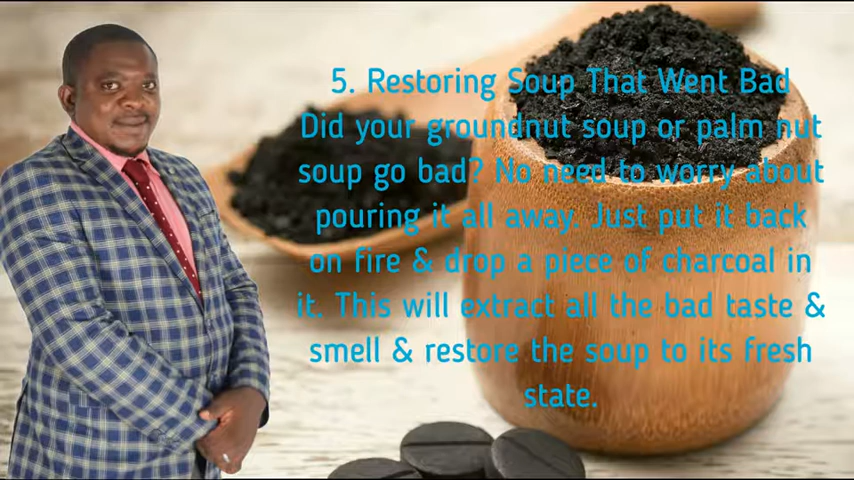 5. Restoring Soup That Went Bad
Did your groundnut soup or palm nut
soup go bad? No need to worry about
pouring it all away. Just put it back
on fire & drop a piece of charcoal in
it. This will extract all the bad taste &
smell & restore the soup to its fresh
state.